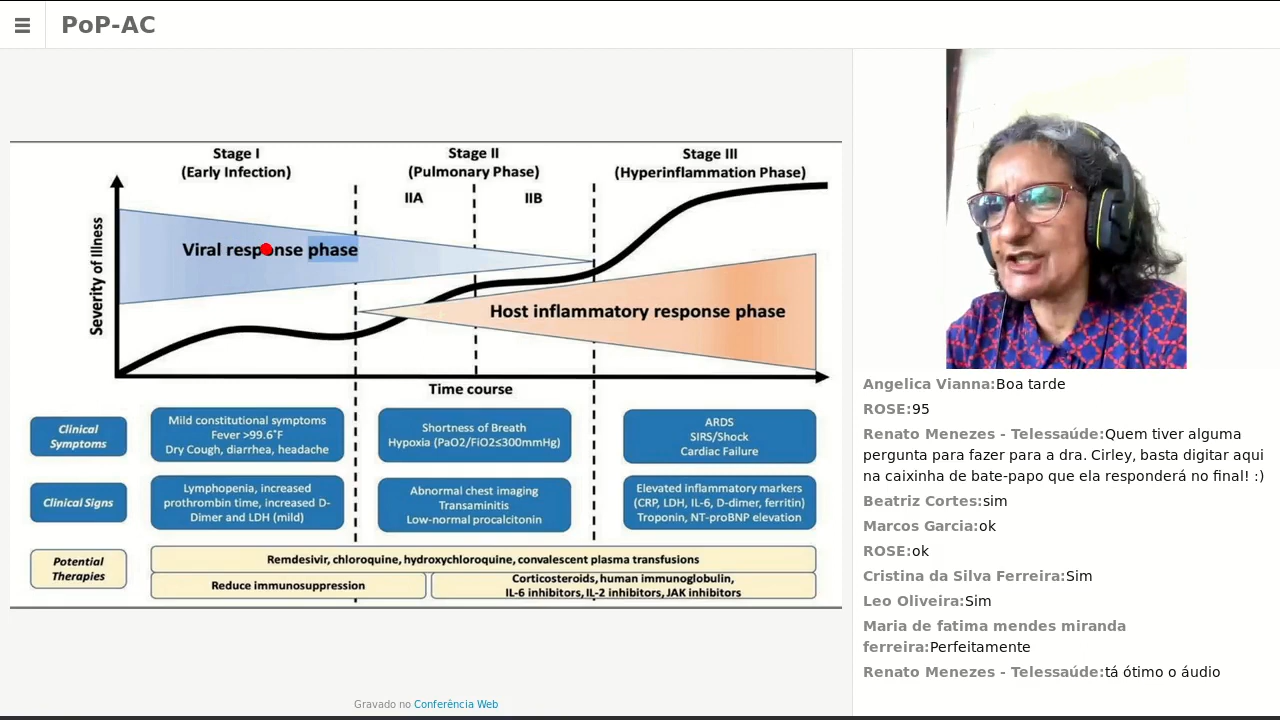 PoP-AC
Stage I
(Early Infection)
Stage II
(Pulmonary Phase)
Stage III
(Hyperinflammation Phase)
IIA
IIB
Severity of Illness
Viral response phase
Host inflammatory response phase
Time course
Clinical
Symptoms
Mild constitutional symptoms
Fever >99.6°F
Dry Cough, diarrhea, headache
Shortness of Breath
Hypoxia (PaO2/FiO2≤300mmHg)
ARDS
SIRS/Shock
Cardiac Failure
Clinical Signs
Lymphopenia, increased
prothrombin time, increased D-
Dimer and LDH (mild)
Abnormal chest imaging
Transaminitis
Low-normal procalcitonin
Elevated inflammatory markers
(CRP, LDH, IL-6, D-dimer, ferritin)
Troponin, NT-proBNP elevation
Potential
Therapies
Remdesivir, chloroquine, hydroxychloroquine, convalescent plasma transfusions
Reduce immunosuppression
Corticosteroids, human immunoglobulin,
IL-6 inhibitors, IL-2 inhibitors, JAK inhibitors
Gravado no Conferência Web
Angelica Vianna:Boa tarde
ROSE:95
Renato Menezes - Telessaúde:Quem tiver alguma
pergunta para fazer para a dra. Cirley, basta digitar aqui
na caixinha de bate-papo que ela responderá no final! :)
Beatriz Cortes:sim
Marcos Garcia:ok
ROSE:ok
Cristina da Silva Ferreira:Sim
Leo Oliveira:Sim
Maria de fatima mendes miranda
ferreira:Perfeitamente
Renato Menezes - Telessaúde:tá ótimo o áudio